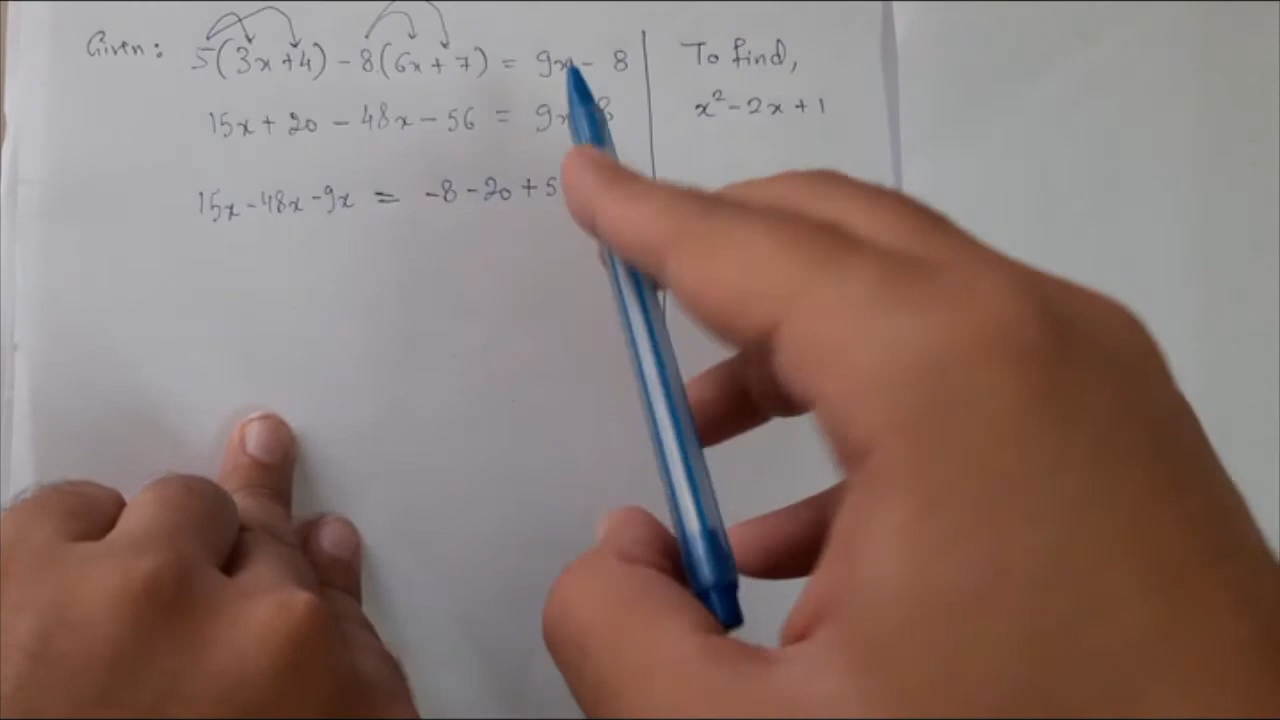 Given: 5(3x+4) - 8(6x+7) = 9x - 8
15x + 20 - 48x - 56 = 9x 8
15x - 48x - 9x = -8 - 20 + 5
To find,
x² - 2x + 1